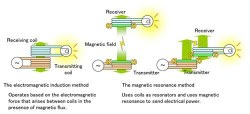 Receiver
Receiver
Receiving coil
Magnetic field
Transmitting
coil
Transmitter
Transmitter
The electromagnetic induction method
Operates based on the electromagnetic
force that arises between coils in the
presence of magnetic flux.
The magnetic resonance method
Uses coils as resonators and uses magnetic
resonance to send electrical power.